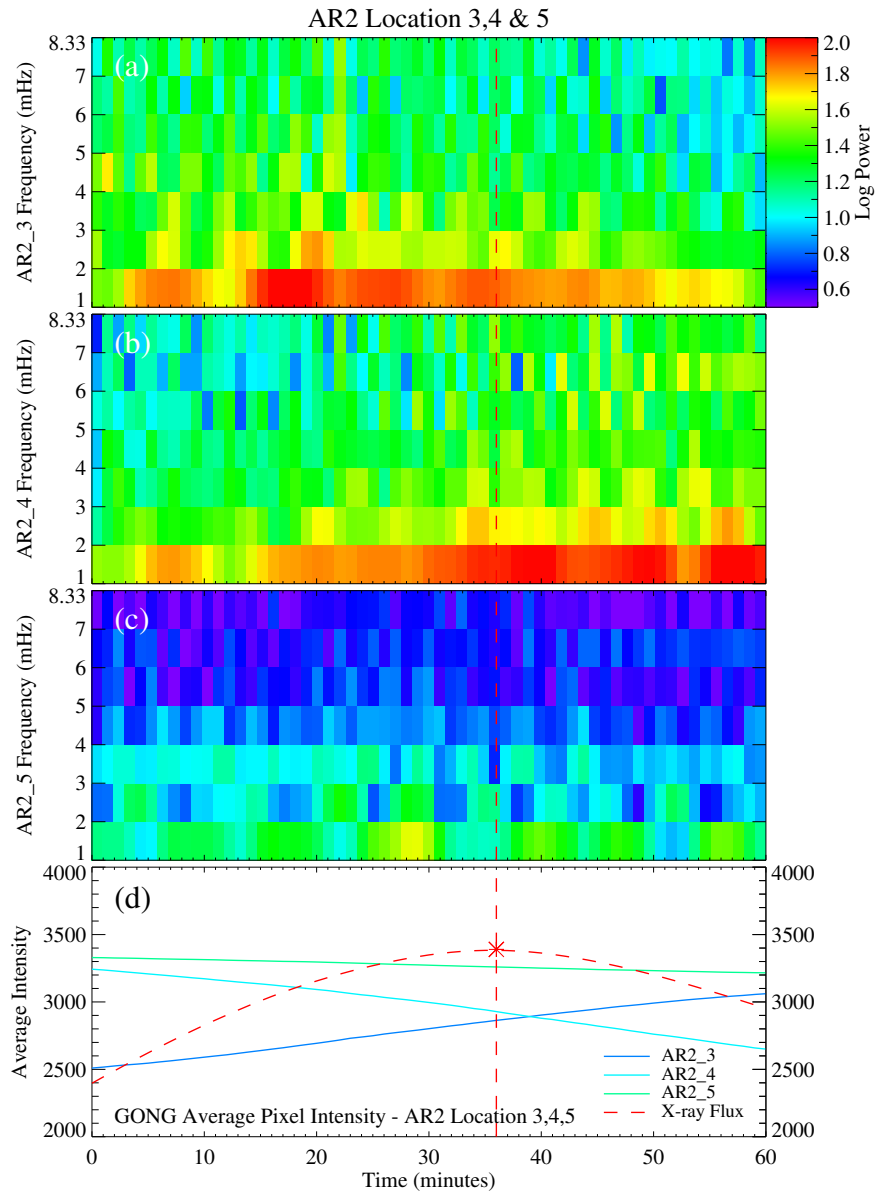 AR2 Location 3,4 & 5
(a)
8.33
7
6
5
4
3
2
1
AR2_3 Frequency (mHz)
2.0
1.8
1.6
1.4
1.2
1.0
0.8
0.6
Log Power
(b)
8.33
7
6
5
4
3
2
1
AR2_4 Frequency (mHz)
(c)
8.33
7
6
5
4
3
2
1
AR2_5 Frequency (mHz)
(d)
4000
3500
3000
2500
2000
Average Intensity
4000
3500
3000
2500
2000
AR2_3
AR2_4
AR2_5
X-ray Flux
GONG Average Pixel Intensity - AR2 Location 3,4,5
0 10 20 30 40 50 60
Time (minutes)